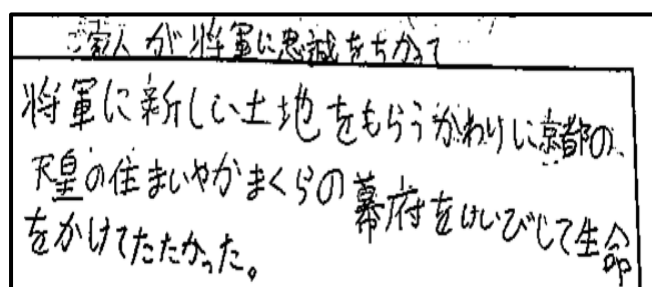 ご家人が将軍に忠誠をちかって
将軍に新しい土地をもらうかわりに京都の
天皇の住まいやかまくらの幕府をけいびして生命
をかけてたたかった。